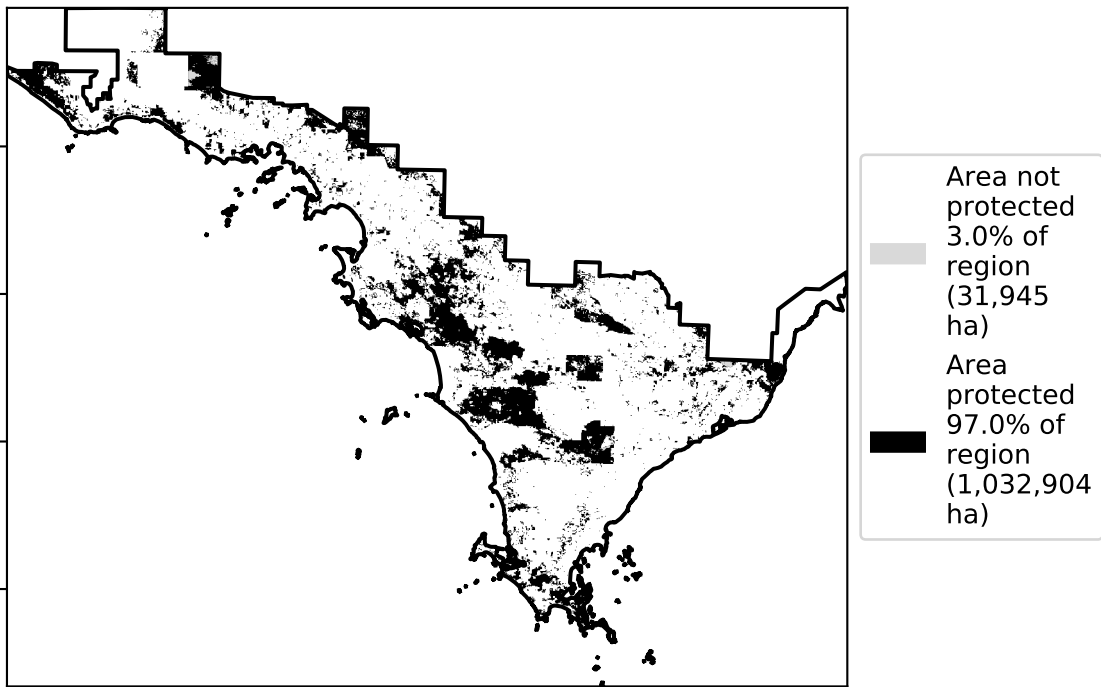 Area not
protected
3.0% of
region
(31,945
ha)
Area
protected
97.0% of
region
(1,032,904
ha)